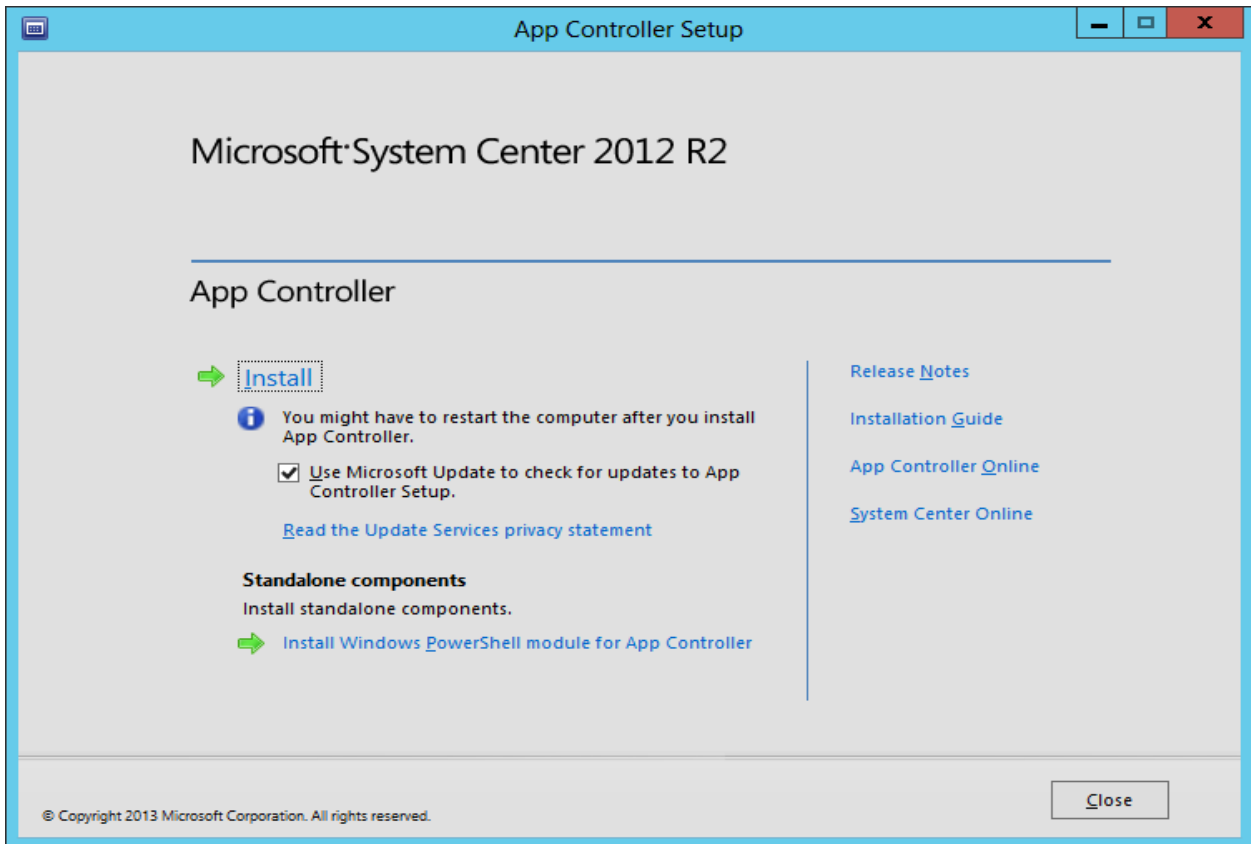 App Controller Setup
Microsoft System Center 2012 R2
App Controller
Install
You might have to restart the computer after you install
App Controller.
Use Microsoft Update to check for updates to App
Controller Setup.
Read the Update Services privacy statement
Standalone components
Install standalone components.
Install Windows PowerShell module for App Controller
Release Notes
Installation Guide
App Controller Online
System Center Online
© Copyright 2013 Microsoft Corporation. All rights reserved.
Close